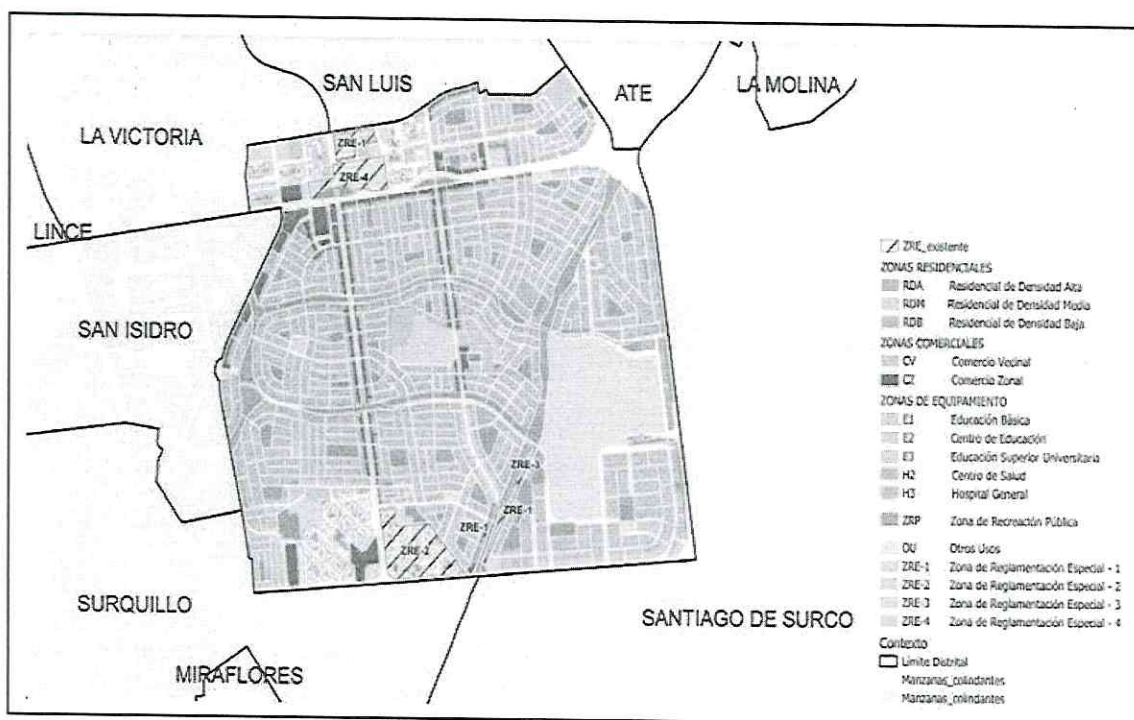 SAN LUIS
ATE
LA MOLINA
LA VICTORIA
ZRE-1
ZRE-4
LINCE
SAN ISIDRO
ZRE-3
ZRE-1
ZRE-1
ZRE-2
SURQUILLO
SANTIAGO DE SURCO
MIRAFLORES
ZRE_existente
ZONAS RESIDENCIALES
RDA Residencial de Densidad Alta
RDM Residencial de Densidad Media
RDB Residencial de Densidad Baja
ZONAS COMERCIALES
CV Comercio Vecinal
CZ Comercio Zonal
ZONAS DE EQUIPAMIENTO
E1 Educación Básica
E2 Centro de Educación
E3 Educación Superior Universitaria
H2 Centro de Salud
H3 Hospital General
ZRP Zona de Recreación Pública
OU Otros Usos
ZRE-1 Zona de Reglamentación Especial - 1
ZRE-2 Zona de Reglamentación Especial - 2
ZRE-3 Zona de Reglamentación Especial - 3
ZRE-4 Zona de Reglamentación Especial - 4
Contexto
Limite Distrital
Manzanas_colindantes
Manzanas_colindantes